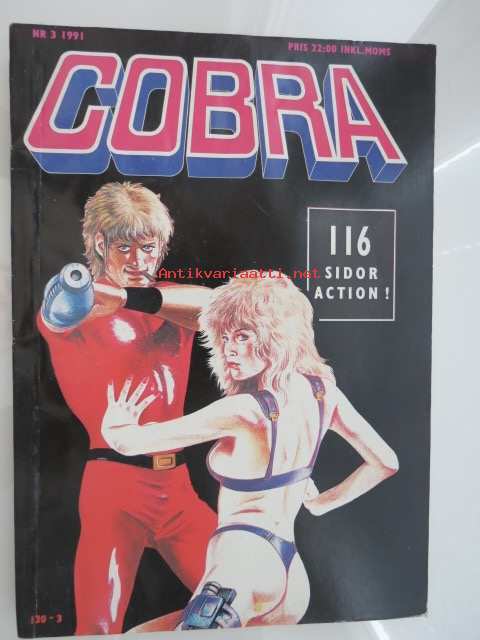 NR 3 1991
PRIS 22:00 INKL.MOMS
COBRA
116
SIDOR
ACTION!
Antikvariaatti.net
120 - 3